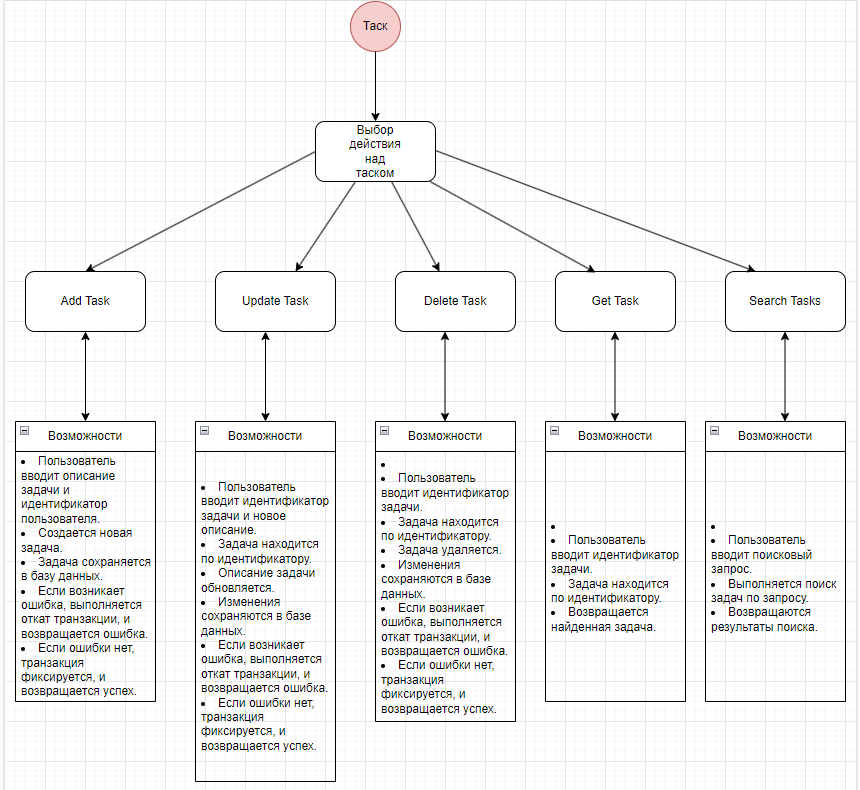 Таск
Выбор
действия
над
таском
Add Task
Update Task
Delete Task
Get Task
Search Tasks
Возможности
• Пользователь
вводит описание
задачи и
идентификатор
пользователя.
• Создается новая
задача.
• Задача сохраняется
в базу данных.
• Если возникает
ошибка, выполняется
откат транзакции, и
возвращается ошибка.
• Если ошибки нет,
транзакция
фиксируется, и
возвращается успех.
Возможности
• Пользователь
вводит идентификатор
задачи и новое
описание.
• Задача находится
по идентификатору.
• Описание задачи
обновляется.
• Изменения
сохраняются в базе
данных.
• Если возникает
ошибка, выполняется
откат транзакции, и
возвращается ошибка.
• Если ошибки нет,
транзакция
фиксируется, и
возвращается успех.
Возможности
•
• Пользователь
вводит идентификатор
задачи.
• Задача находится
по идентификатору.
• Задача удаляется.
• Изменения
сохраняются в базе
данных.
• Если возникает
ошибка, выполняется
откат транзакции, и
возвращается ошибка.
• Если ошибки нет,
транзакция
фиксируется, и
возвращается успех.
Возможности
•
• Пользователь
вводит идентификатор
задачи.
• Задача находится
по идентификатору.
• Возвращается
найденная задача.
Возможности
•
• Пользователь
вводит поисковый
запрос.
• Выполняется поиск
задач по запросу.
• Возвращаются
результаты поиска.